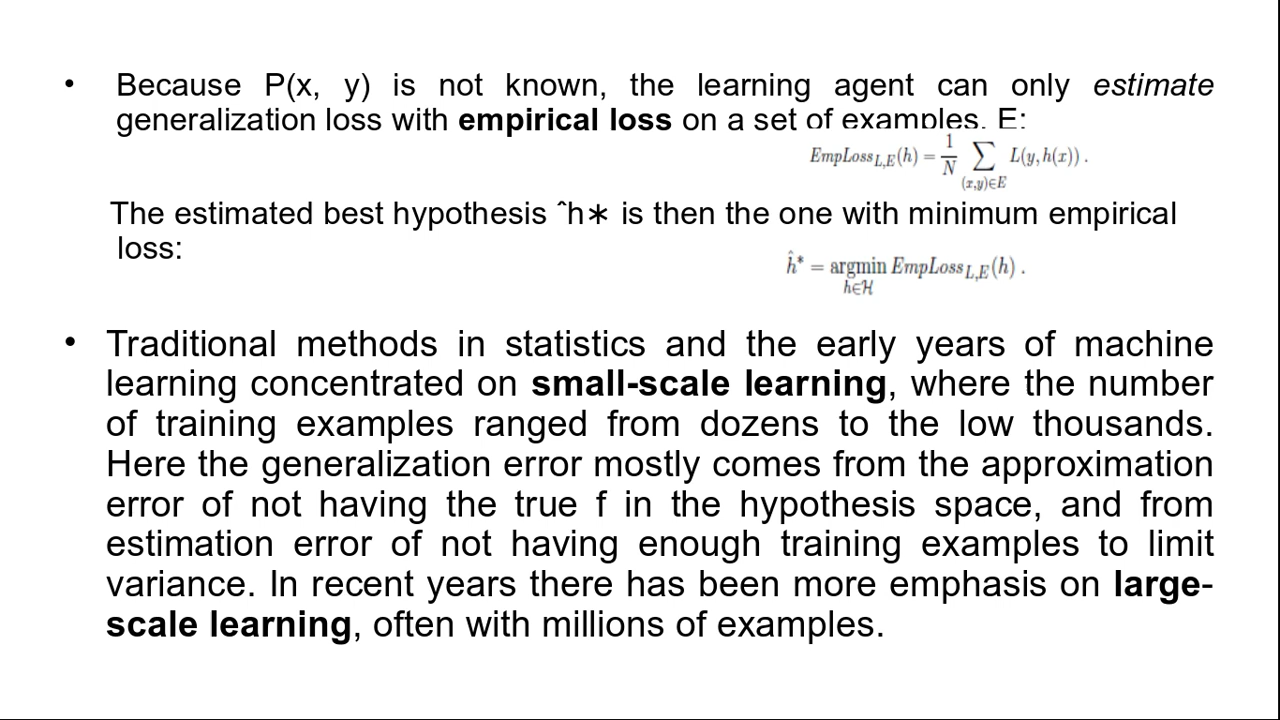 • Because P(x, y) is not known, the learning agent can only estimate
generalization loss with empirical loss on a set of examples. E:
EmpLoss_{L,E}(h) = \frac{1}{N} \sum_{(x,y)∈E} L(y, h(x)) .
The estimated best hypothesis ˆh∗ is then the one with minimum empirical
loss:
ĥ* = argmin_{h∈ℋ} EmpLoss_{L,E}(h) .
• Traditional methods in statistics and the early years of machine
learning concentrated on small-scale learning, where the number
of training examples ranged from dozens to the low thousands.
Here the generalization error mostly comes from the approximation
error of not having the true f in the hypothesis space, and from
estimation error of not having enough training examples to limit
variance. In recent years there has been more emphasis on large-
scale learning, often with millions of examples.